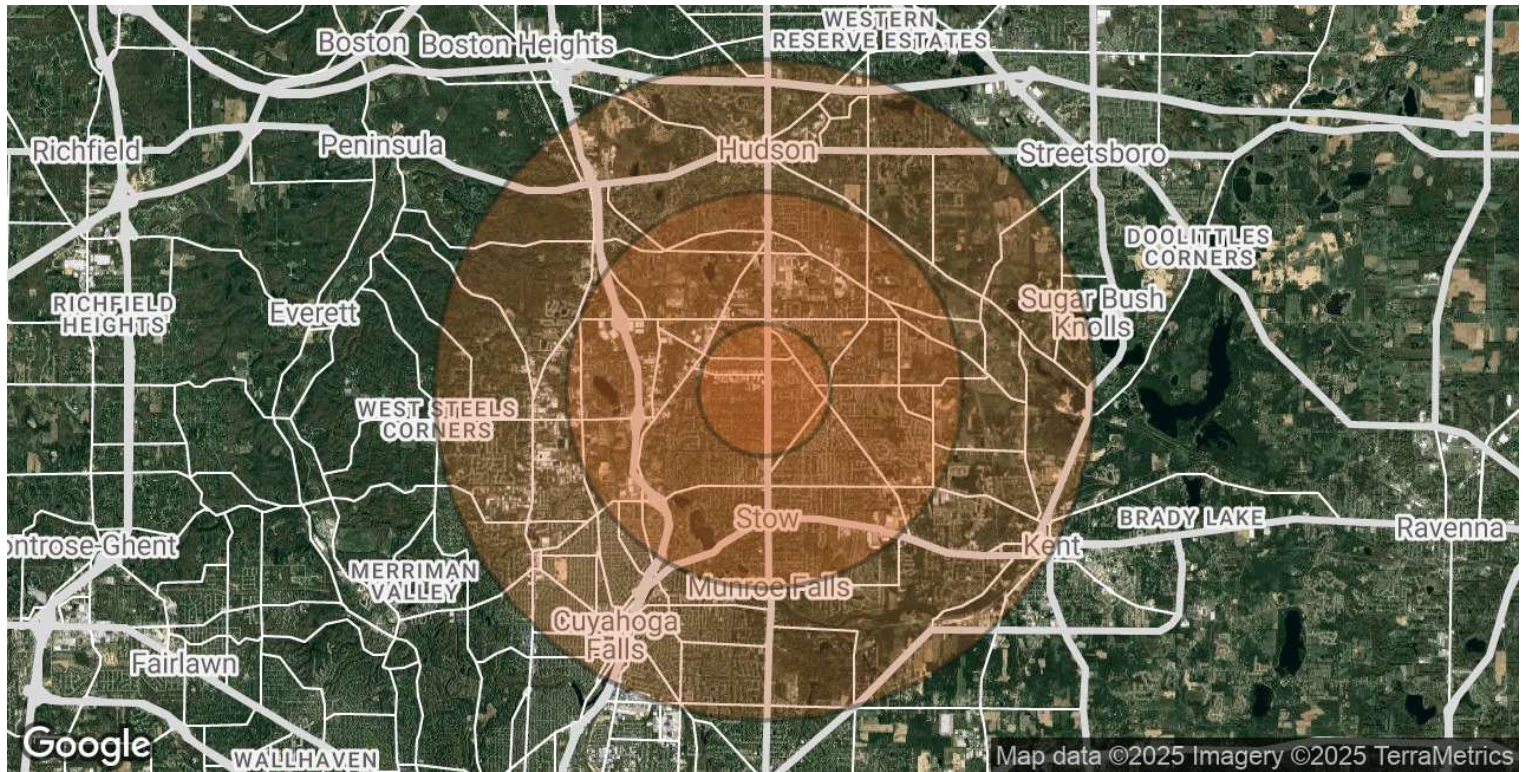 WESTERN
RESERVE ESTATES
Boston
Boston Heights
Richfield
Peninsula
Hudson
Streetsboro
DOOLITTLES
CORNERS
RICHFIELD
HEIGHTS
Everett
Sugar Bush
Knolls
WEST STEELS
CORNERS
Stow
BRADY LAKE
Ravenna
ontrose-Ghent
Kent
MERRIMAN
VALLEY
Munroe Falls
Cuyahoga
Falls
Fairlawn
Google
WALLHAVEN
Map data ©2025 Imagery ©2025 TerraMetrics